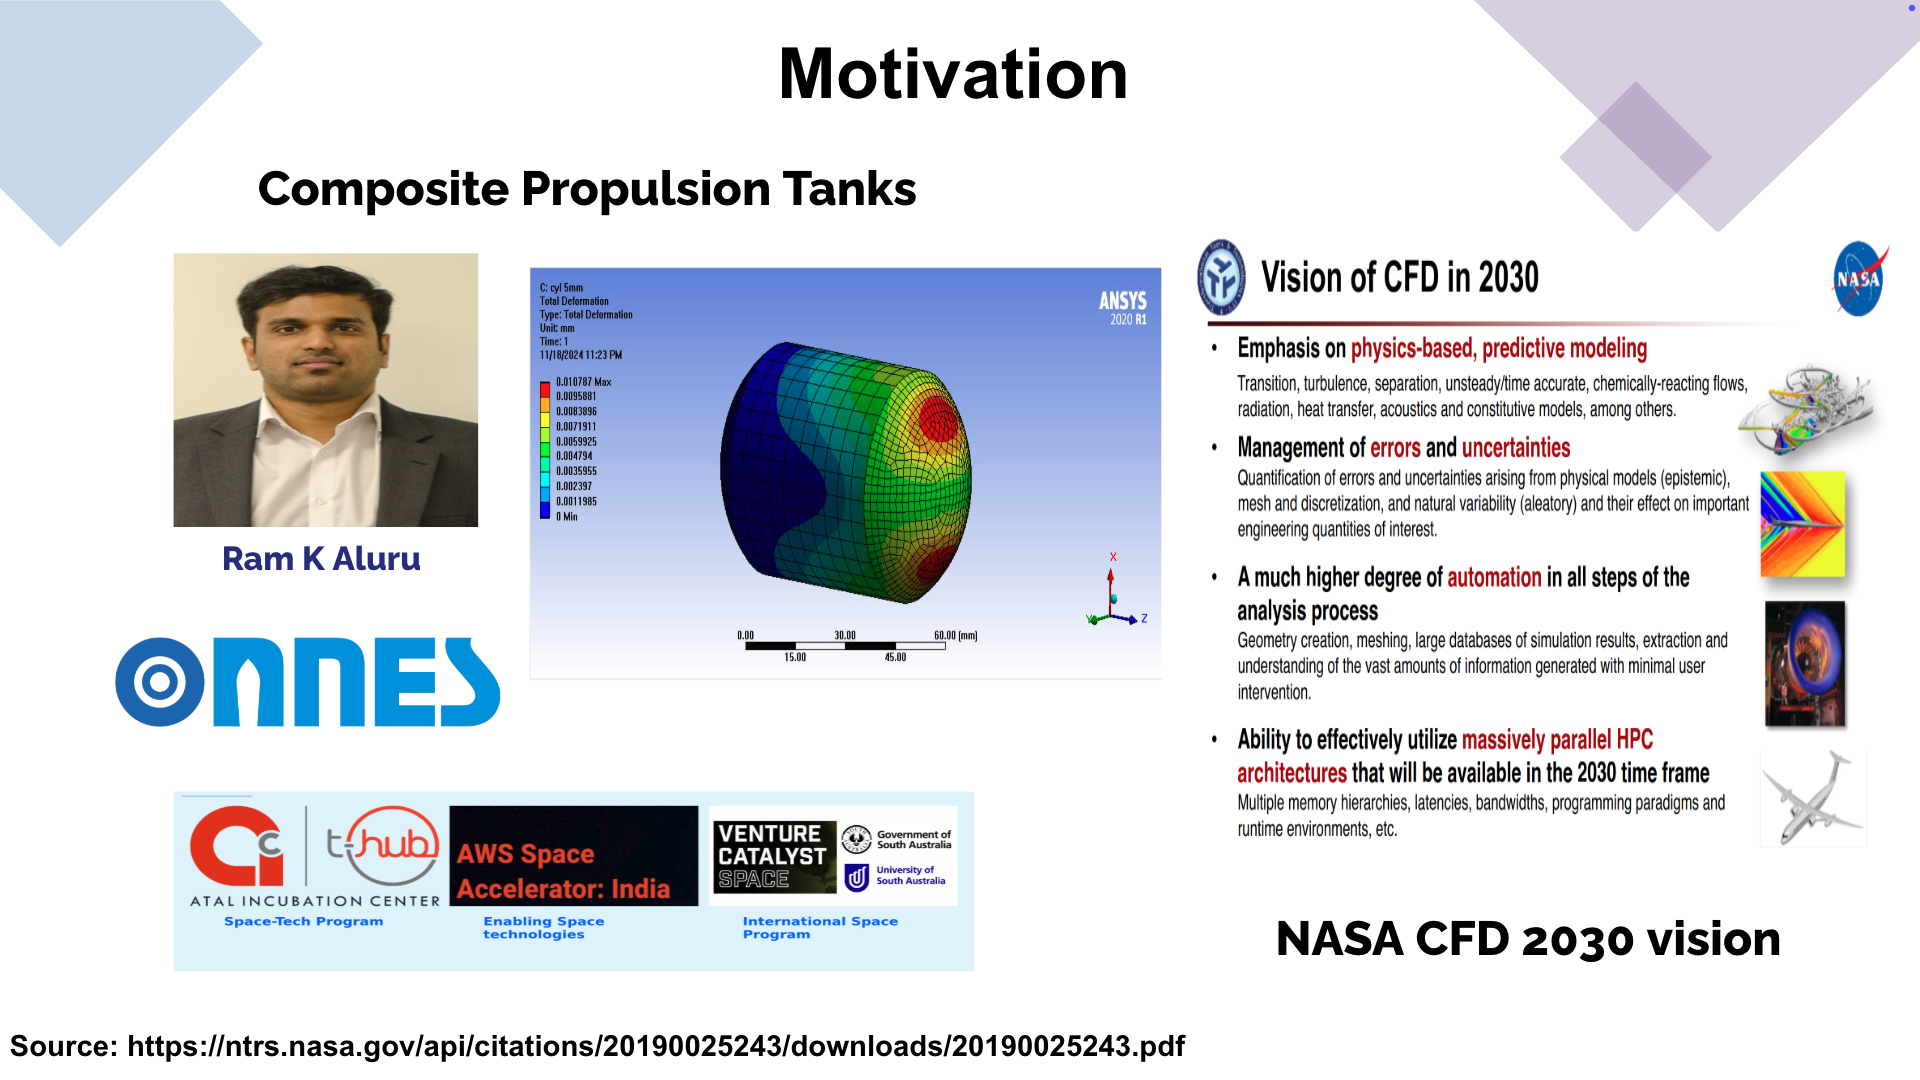 Motivation
Composite Propulsion Tanks
Ram K Aluru
ONNES
C: cyl 5mm
Total Deformation
Type: Total Deformation
Unit: mm
Time: 1
11/18/2024 11:23 PM
0.010787 Max
0.0095881
0.0083896
0.0071911
0.0059925
0.004794
0.0035955
0.002397
0.0011985
0 Min
ANSYS
2020 R1
X
Y
Z
0.00 30.00 60.00 (mm)
15.00 45.00
Vision of CFD in 2030
NASA
• Emphasis on physics-based, predictive modeling
Transition, turbulence, separation, unsteady/time accurate, chemically-reacting flows,
radiation, heat transfer, acoustics and constitutive models, among others.
• Management of errors and uncertainties
Quantification of errors and uncertainties arising from physical models (epistemic),
mesh and discretization, and natural variability (aleatory) and their effect on important
engineering quantities of interest.
• A much higher degree of automation in all steps of the
analysis process
Geometry creation, meshing, large databases of simulation results, extraction and
understanding of the vast amounts of information generated with minimal user
intervention.
• Ability to effectively utilize massively parallel HPC
architectures that will be available in the 2030 time frame
Multiple memory hierarchies, latencies, bandwidths, programming paradigms and
runtime environments, etc.
NASA CFD 2030 vision
t-hub
ATAL INCUBATION CENTER
Space-Tech Program
AWS Space
Accelerator: India
Enabling Space
technologies
VENTURE
CATALYST
SPACE
Government of
South Australia
University of
South Australia
International Space
Program
Source: https://ntrs.nasa.gov/api/citations/20190025243/downloads/20190025243.pdf